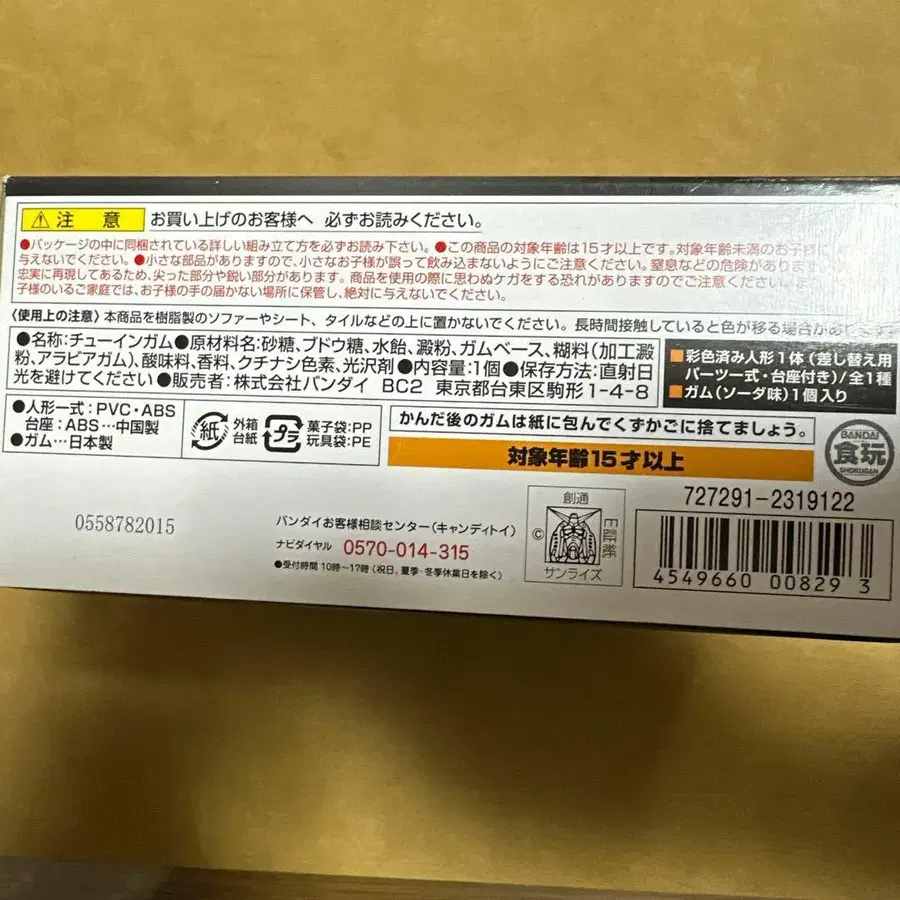 ⚠注 意 お買い上げのお客様へ 必ずお読みください。
●パッケージの中に同梱されている詳しい組み立て方を必ずお読み下さい。●この商品の対象年齢は15才以上です。対象年齢未満のお子様に
与えないでください。●小さな部品がありますので、小さなお子様が誤って飲み込まないようにご注意ください。窒息などの危険があります。
忠実に再現してあるため、尖った部分や鋭い部分があります。商品を使用の際に思わぬケガをする恐れがありますのでご注意ください。
子様のいるご家庭では、お子様の手の届かない場所に保管し、絶対に与えないでください。
〈使用上の注意〉本商品を樹脂製のソファーやシート、タイルなどの上に置かないでください。長時間接触していると色が移る場合があり
●名称:チューインガム●原材料名:砂糖、ブドウ糖、水飴、澱粉、ガムベース、糊料(加工澱
粉、アラビアガム)、酸味料、香料、クチナシ色素、光沢剤●内容量:1個●保存方法:直射日
光を避けてください●販売者:株式会社バンダイ BC2 東京都台東区駒形1-4-8
■彩色済み人形1体(差し替え用
パーツ一式・台座付き)/全1種
■ガム(ソーダ味)1個入り
●人形一式:PVC・ABS
台座:ABS…中国製
●ガム…日本製
紙
外箱
台紙
プラ
菓子袋:PP
玩具袋:PE
かんだ後のガムは紙に包んでくずかごに捨てましょう。
対象年齢15才以上
BANDAI
食玩
SHOKUGAN
0558782015
バンダイお客様相談センター(キャンディトイ)
ナビダイヤル 0570-014-315
●受付時間 10時〜17時(祝日、夏季・冬季休業日を除く)
創通
©
証紙
サンライズ
727291-2319122
4549660 00829 3